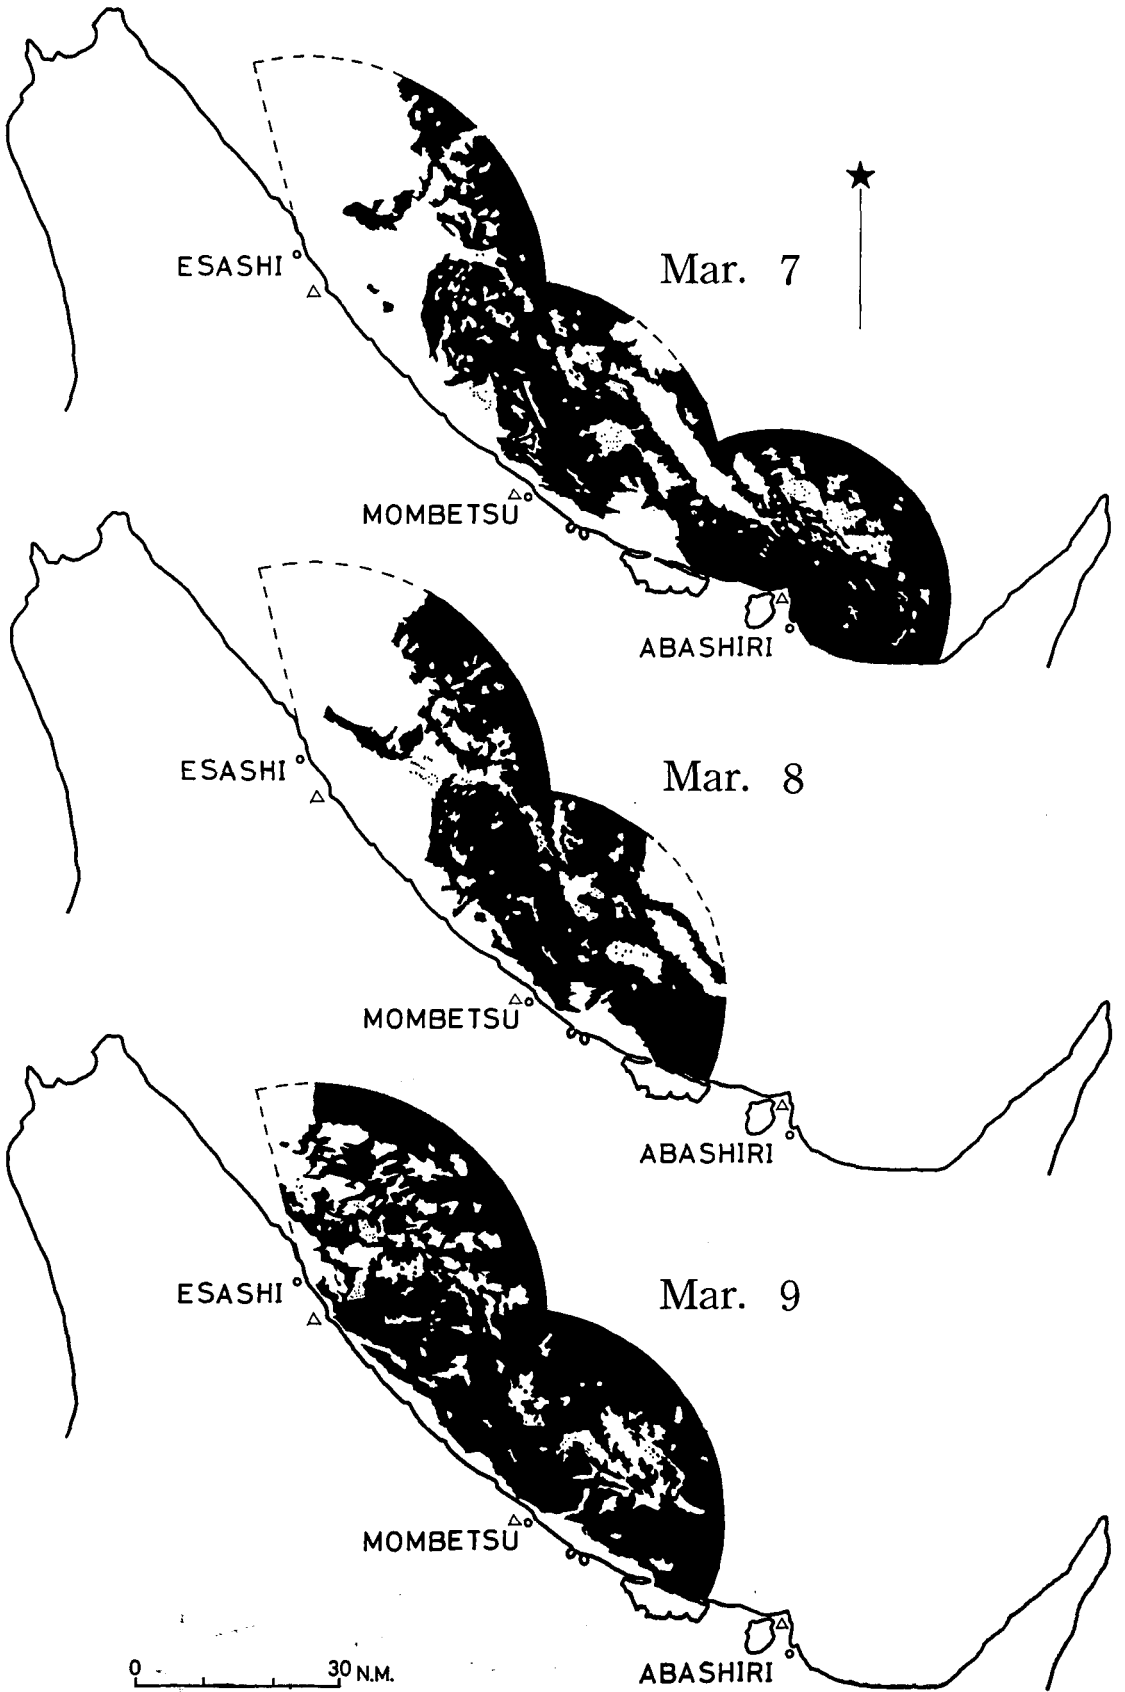 ESASHI
Mar. 7
MOMBETSU
ABASHIRI
ESASHI
Mar. 8
MOMBETSU
ABASHIRI
ESASHI
Mar. 9
MOMBETSU
ABASHIRI
0 30 N.M.